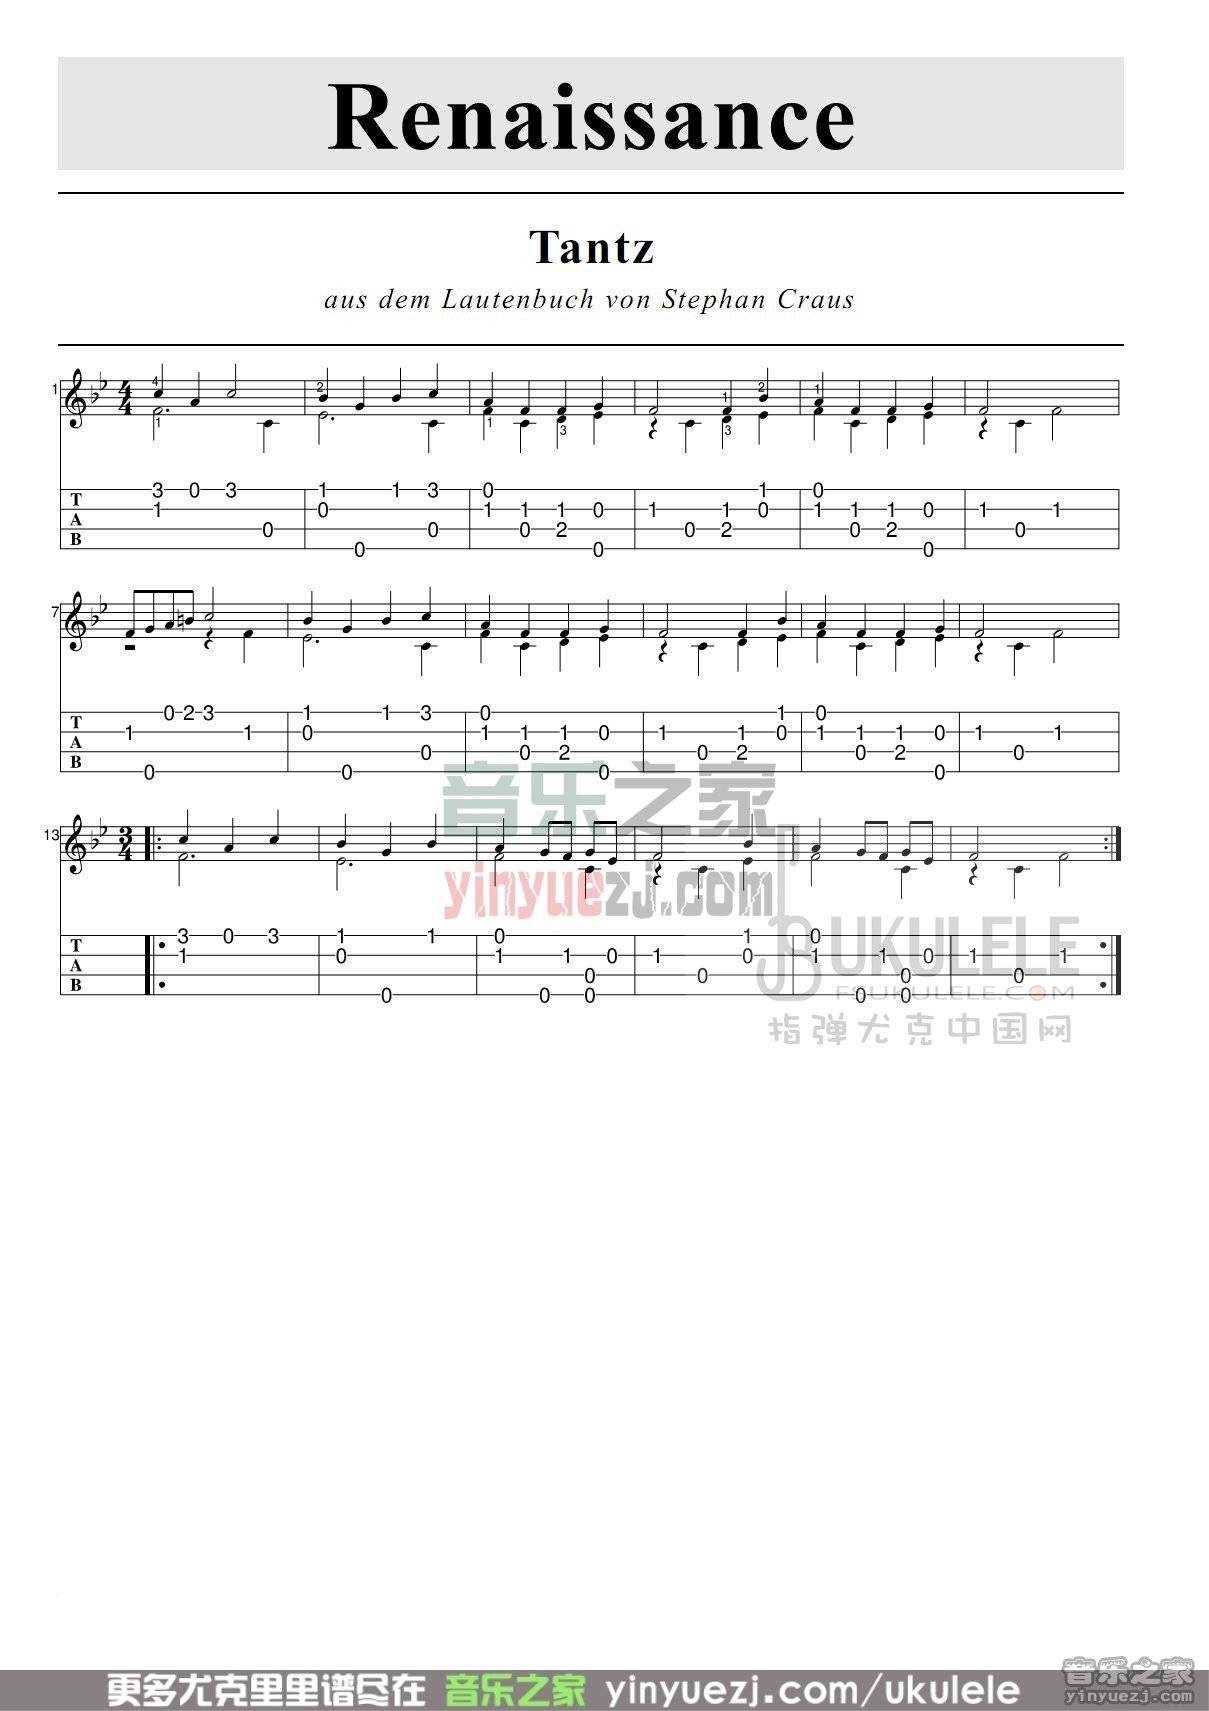 Renaissance
Tantz
aus dem Lautenbuch von Stephan Craus
1
4 2 1 2 1
1 1 3 3
4
4
T
A
B
3 0 3 1 1 3 0 1 0
1 0 1 1 1 0 1 1 0 1 1 1 0 1 1
0 0 0 2 0 2 0 2 0
0 0 0
7
T
A
B
0 2 3 1 1 3 0 1 0
1 1 0 1 1 1 0 1 1 0 1 1 1 0 1 1
0 0 2 0 2 0 2 0
0 0 0 0
音乐之家
yinyuezj.com
13
3
4
T
A
B
3 0 3 1 1 0 1 0
1 0 1 1 0 1 0 1 1 0 1 1
0 0 0 0
0 0 0 0 0
UKULELE
FSUKULELE.COM
指弹尤克中国网
更多尤克里里谱尽在 音乐之家 yinyuezj.com/ukulele
音乐之家
yinyuezj.com